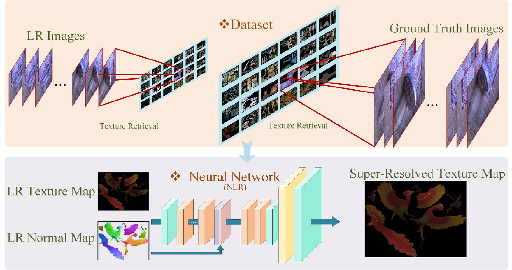 ❖Dataset
LR Images
Ground Truth Images
...
...
Texture Retrieval
Texture Retrieval
❖ Neural Network
(NLR)
Super-Resolved Texture Map
LR Texture Map
LR Normal Map